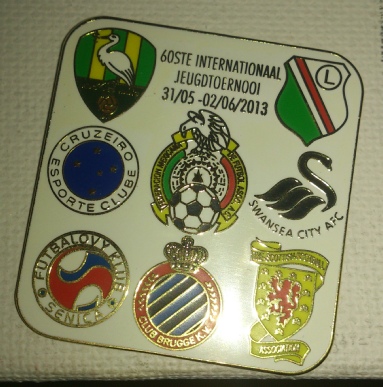 60STE INTERNATIONAAL
JEUGDTOERNOOI
31/05 -02/06/2013
L
CRUZEIRO
ESPORTE CLUBE
SWANSEA CITY AFC
FUTBALOVÝ KLUB
SENICA
CLUB BRUGGE K.V.
ASSOCIATION